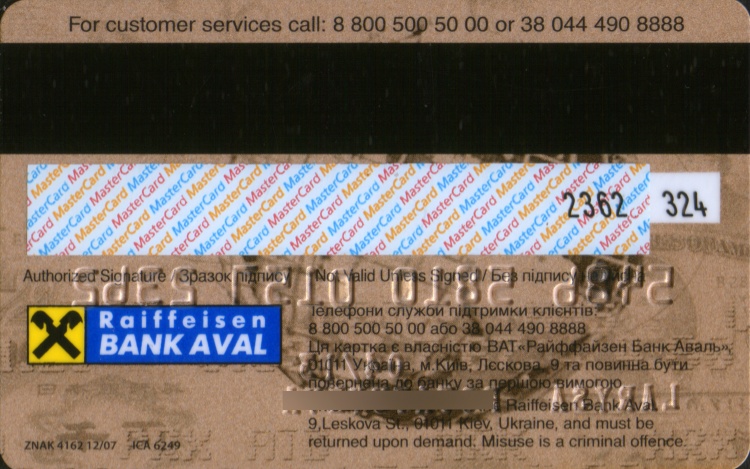 For customer services call: 8 800 500 50 00 or 38 044 490 8888
MasterCard MasterCard MasterCard MasterCard
2362 324
Authorized Signature / Зразок підпису Not Valid Unless Signed / Без підпису
Raiffeisen
BANK AVAL
Телефони служби підтримки клієнтів:
8 800 500 50 00 або 38 044 490 8888
Ця картка є власністю ВАТ «Райффайзен Банк Аваль»,
01011 Україна, м.Київ, Лєскова, 9 та повинна бути
повернена до банку за першою вимогою
Raiffeisen Bank Aval
9,Leskova St., 01011 Kiev, Ukraine, and must be
returned upon demand. Misuse is a criminal offence.
ZNAK 4162 12/07 ICA 6249